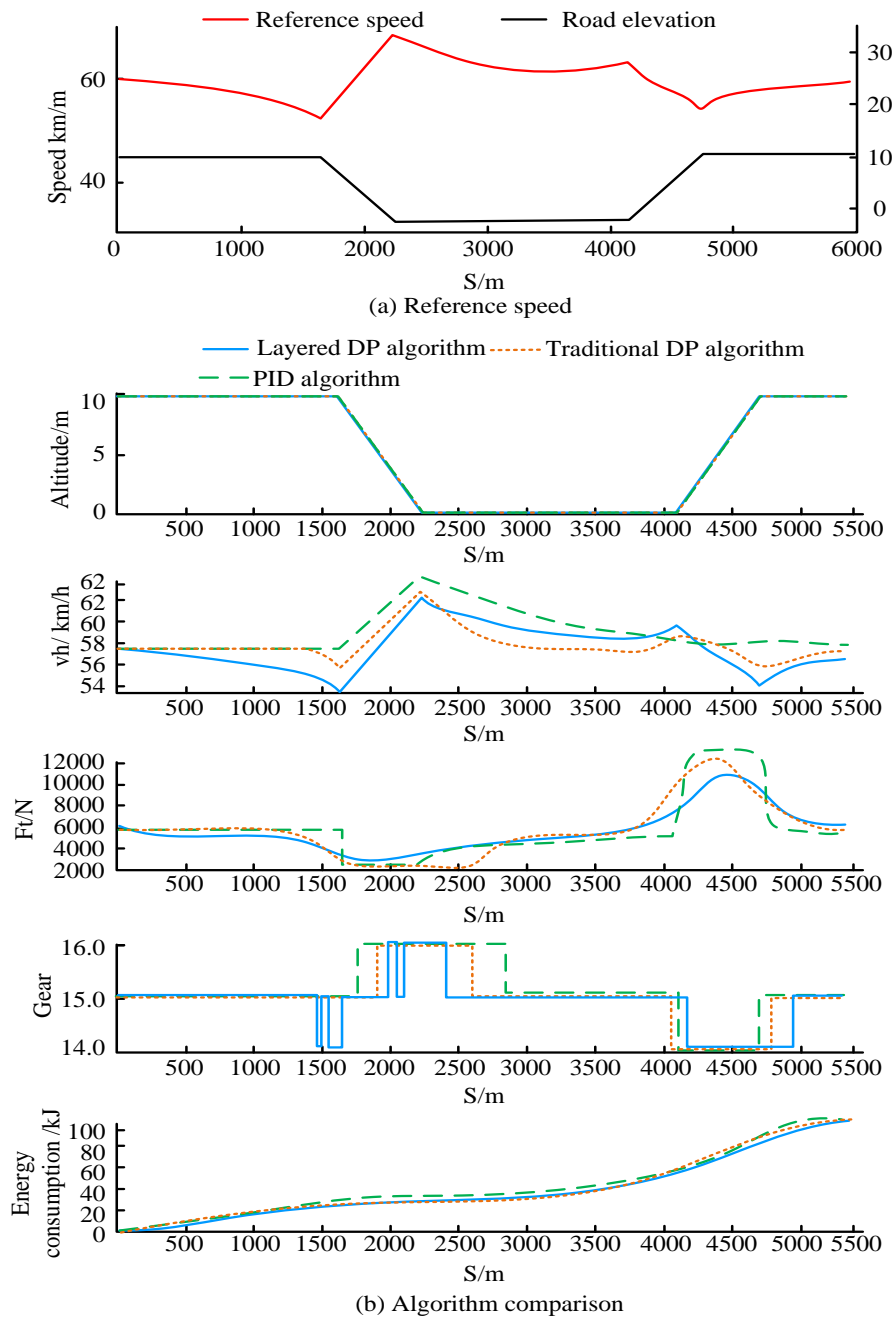 Reference speed Road elevation
Speed km/m
60
40
30
20
10
0
0 1000 2000 3000 4000 5000 6000
S/m
(a) Reference speed
Layered DP algorithm Traditional DP algorithm
PID algorithm
Altitude/m
10
5
0
500 1000 1500 2000 2500 3000 3500 4000 4500 5000 5500
S/m
vh/ km/h
62
62
60
58
56
54
500 1000 1500 2000 2500 3000 3500 4000 4500 5000 5500
S/m
Ft/N
12000
10000
8000
6000
4000
2000
500 1000 1500 2000 2500 3000 3500 4000 4500 5000 5500
S/m
Gear
16.0
15.0
14.0
500 1000 1500 2000 2500 3000 3500 4000 4500 5000 5500
S/m
Energy
consumption /kJ
100
80
60
40
20
0
500 1000 1500 2000 2500 3000 3500 4000 4500 5000 5500
S/m
(b) Algorithm comparison